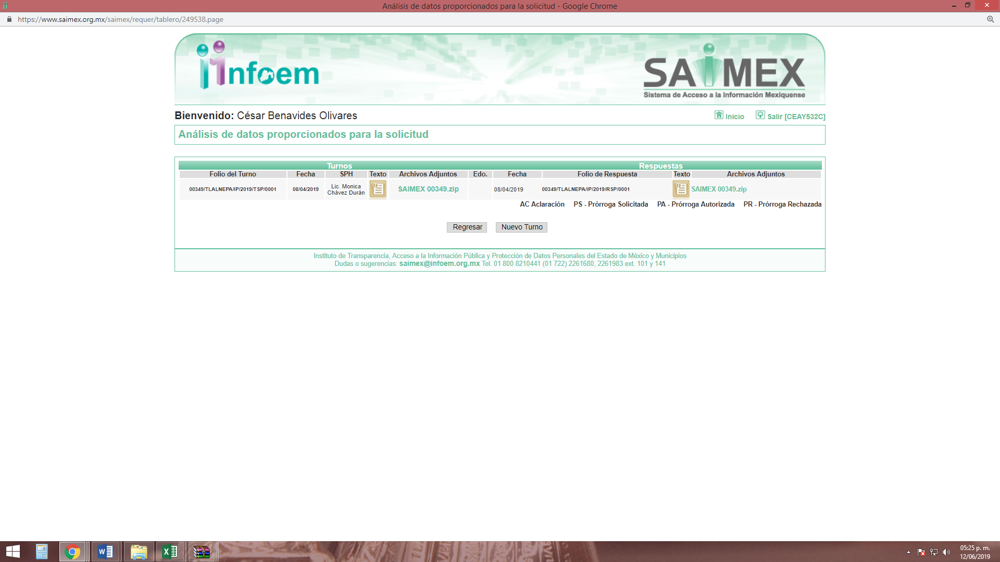 Análisis de datos proporcionados para la solicitud - Google Chrome
https://www.saimex.org.mx/saimex/requer/tablero/249538.page
infoem
SAIMEX
Sistema de Acceso a la Información Mexiquense
Bienvenido: César Benavides Olivares
Inicio Salir [CEAY532C]
Análisis de datos proporcionados para la solicitud
Turnos Respuestas
Folio del Turno Fecha SPH Texto Archivos Adjuntos Edo. Fecha Folio de Respuesta Texto Archivos Adjuntos
00349/TLALNEPA/IP/2019/TSP/0001 08/04/2019 Lic. Monica Chávez Durán SAIMEX 00349.zip 08/04/2019 00349/TLALNEPA/IP/2019/RSP/0001 SAIMEX 00349.zip
AC Aclaración PS - Prórroga Solicitada PA - Prórroga Autorizada PR - Prórroga Rechazada
Regresar Nuevo Turno
Instituto de Transparencia, Acceso a la Información Pública y Protección de Datos Personales del Estado de México y Municipios
Dudas o sugerencias: saimex@infoem.org.mx Tel. 01 800 8210441 (01 722) 2261680, 2261983 ext. 101 y 141
05:25 p. m.
12/06/2019